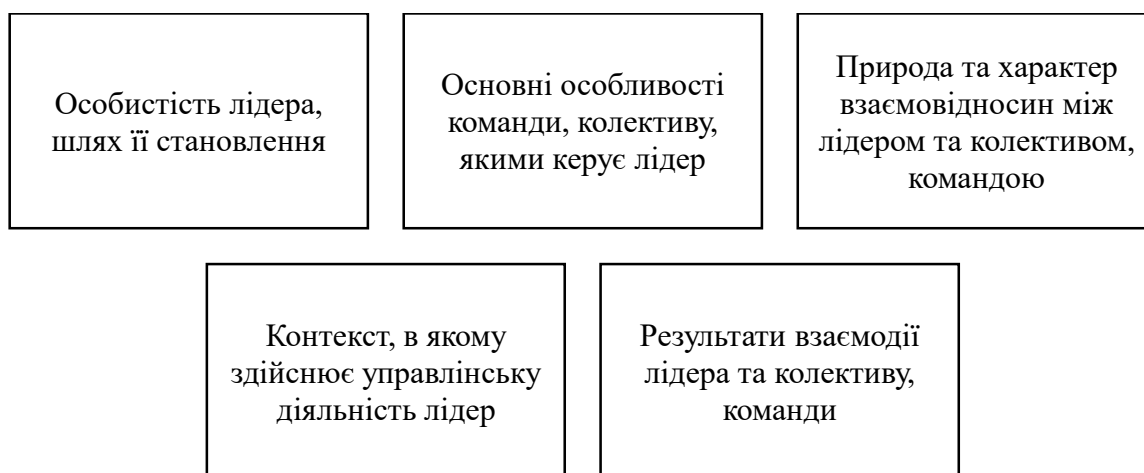 Особистість лідера,
шлях її становлення
Основні особливості
команди, колективу,
якими керує лідер
Природа та характер
взаємовідносин між
лідером та колективом,
командою
Контекст, в якому
здійснює управлінську
діяльність лідер
Результати взаємодії
лідера та колективу,
команди